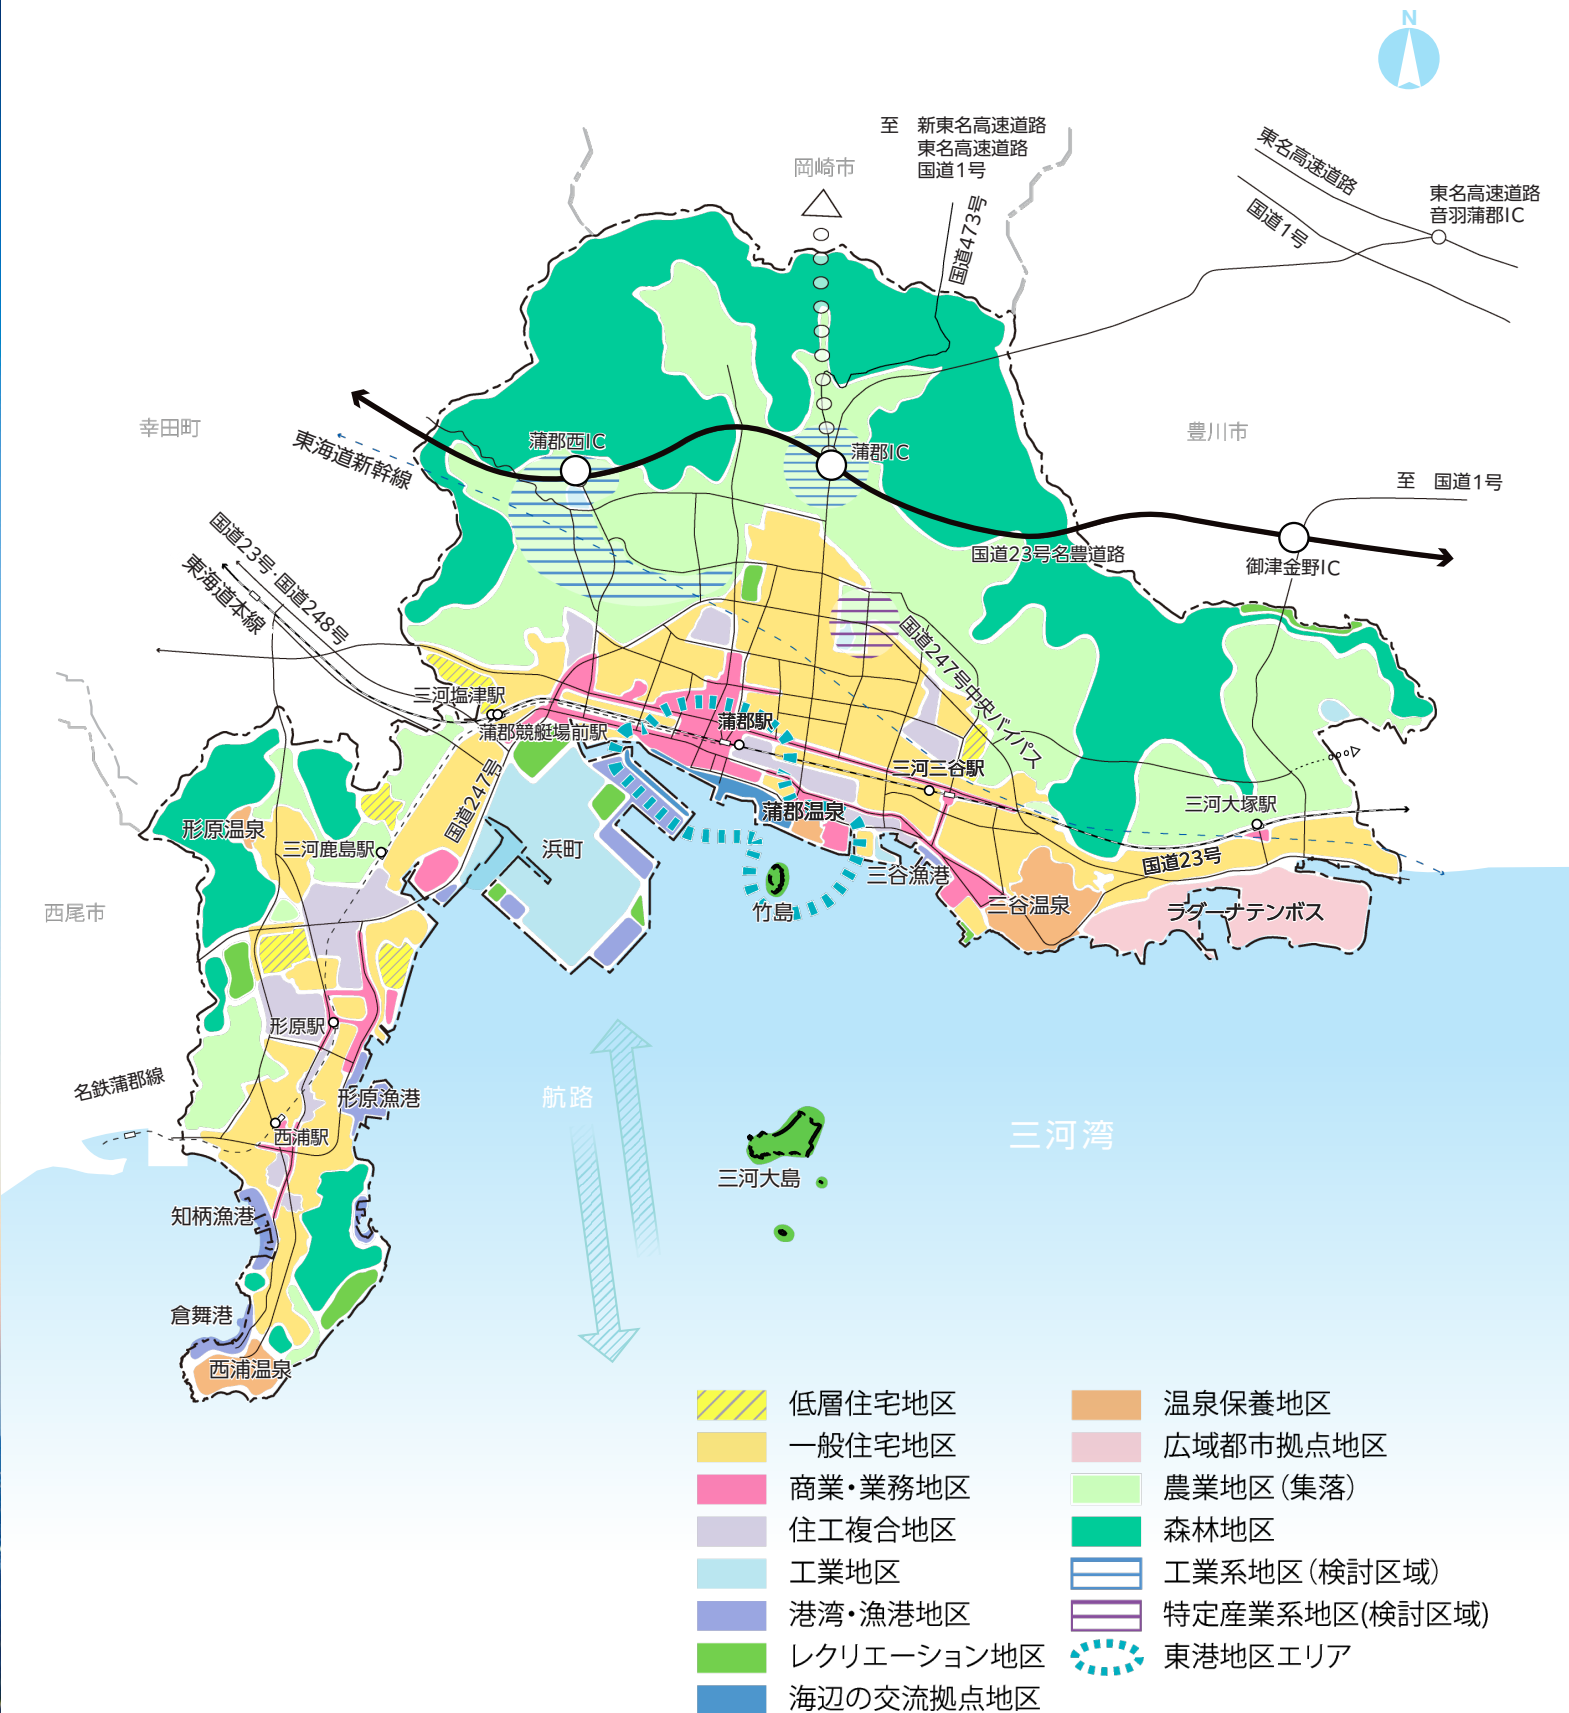 N
至　新東名高速道路
東名高速道路
国道1号
岡崎市
東名高速道路
東名高速道路
音羽蒲郡IC
国道1号
国道473号
幸田町
蒲郡西IC
蒲郡IC
豊川市
東海道新幹線
至　国道1号
国道23号・国道248号
国道23号名豊道路
御津金野IC
東海道本線
国道247号中央バイパス
三河塩津駅
蒲郡駅
蒲郡競艇場前駅
三河三谷駅
国道247号
三河大塚駅
蒲郡温泉
形原温泉
三河鹿島駅
浜町
国道23号
三谷漁港
竹島
三谷温泉
ラグーナテンボス
西尾市
形原駅
名鉄蒲郡線
形原漁港
航路
三河湾
西浦駅
三河大島
知柄漁港
倉舞港
西浦温泉
低層住宅地区
一般住宅地区
商業・業務地区
住工複合地区
工業地区
港湾・漁港地区
レクリエーション地区
海辺の交流拠点地区
温泉保養地区
広域都市拠点地区
農業地区（集落）
森林地区
工業系地区（検討区域）
特定産業系地区(検討区域)
東港地区エリア